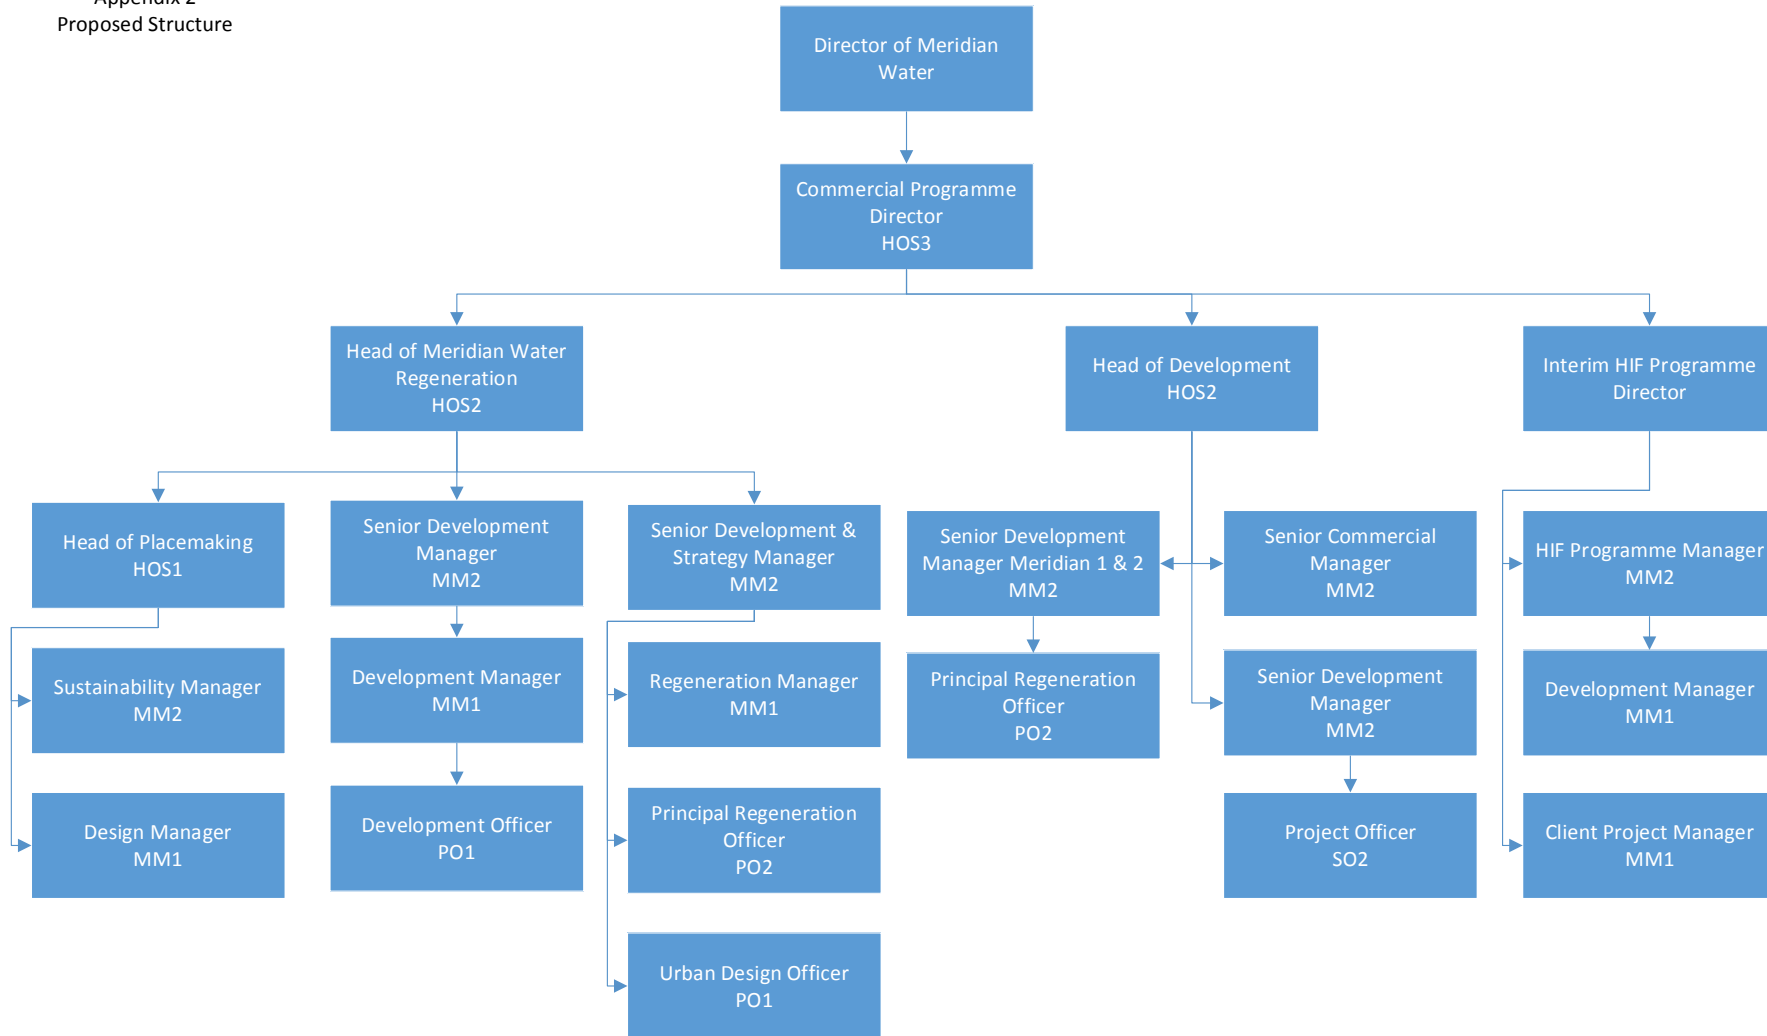 Appendix 2
Proposed Structure
Director of Meridian
Water
Commercial Programme
Director
HOS3
Head of Meridian Water
Regeneration
HOS2
Head of Development
HOS2
Interim HIF Programme
Director
Head of Placemaking
HOS1
Senior Development
Manager
MM2
Senior Development &
Strategy Manager
MM2
Senior Development
Manager Meridian 1 & 2
MM2
Senior Commercial
Manager
MM2
HIF Programme Manager
MM2
Sustainability Manager
MM2
Development Manager
MM1
Regeneration Manager
MM1
Principal Regeneration
Officer
PO2
Senior Development
Manager
MM2
Development Manager
MM1
Design Manager
MM1
Development Officer
PO1
Principal Regeneration
Officer
PO2
Project Officer
SO2
Client Project Manager
MM1
Urban Design Officer
PO1